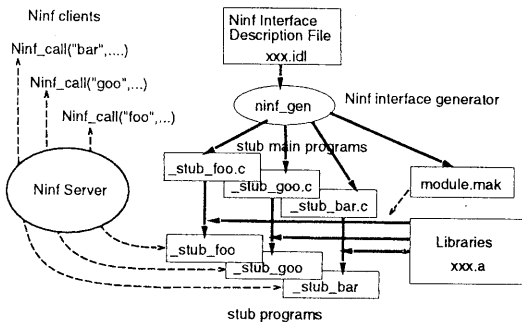 Ninf clients
Ninf Interface
Description File
xxx.idl
Ninf_call("bar",....)
Ninf_call("goo",...)
Ninf_call("foo",...)
ninf_gen
Ninf interface generator
stub main programs
_stub_foo.c
_stub_goo.c
_stub_bar.c
module.mak
Ninf Server
Libraries
xxx.a
_stub_foo
_stub_goo
_stub_bar
stub programs